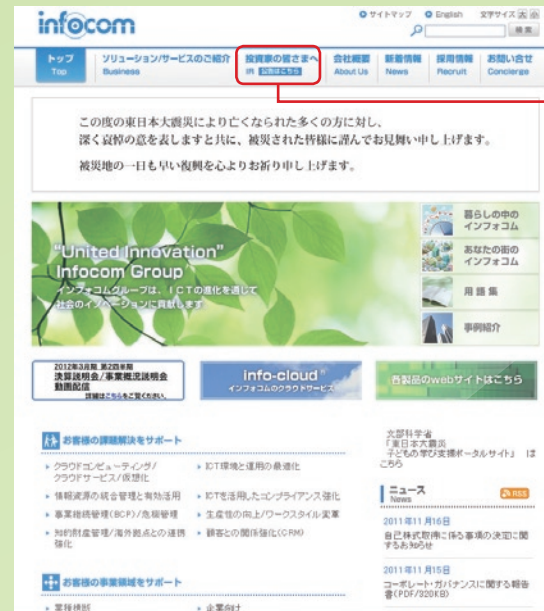 infocom
サイトマップ English 文字サイズ 大 小
検索
トップ ソリューション/サービスのご紹介 投資家の皆さまへ 会社概要 新着情報 採用情報 お問い合せ
Top Business IR 質問はこちら About Us News Recruit Concierge
この度の東日本大震災により亡くなられた多くの方に対し、
深く哀悼の意を表しますと共に、被災された皆様に謹んでお見舞い申し上げます。
被災地の一日も早い復興を心よりお祈り申し上げます。
"United Innovation"
Infocom Group
インフォコムグループは、ICTの進化を通じて
社会のイノベーションに貢献します
暮らしの中の
インフォコム
あなたの街の
インフォコム
用語集
事例紹介
2012年3月期 第2四半期
決算説明会/事業概況説明会
動画配信
詳細はこちらをご覧ください。
info-cloud
インフォコムのクラウドサービス
各製品のwebサイトはこちら
お客様の課題解決をサポート
クラウドコンピューティング/
クラウドサービス/仮想化
ICT環境と運用の最適化
情報資源の統合管理と有効活用
ICTを活用したコンプライアンス強化
事業継続管理(BCP)/危機管理
生産性の向上/ワークスタイル変革
知的財産管理/海外拠点との連携
強化
顧客との関係強化(CRM)
お客様の事業領域をサポート
業種横断
企業向け
文部科学省
「東日本大震災
子どもの学び支援ポータルサイト」 は
こちら
ニュース RSS
News
2011年11月16日
自己株式取得に係る事項の決定に関
するお知らせ
2011年11月15日
コーポレート・ガバナンスに関する報告
書(PDF/320KB)